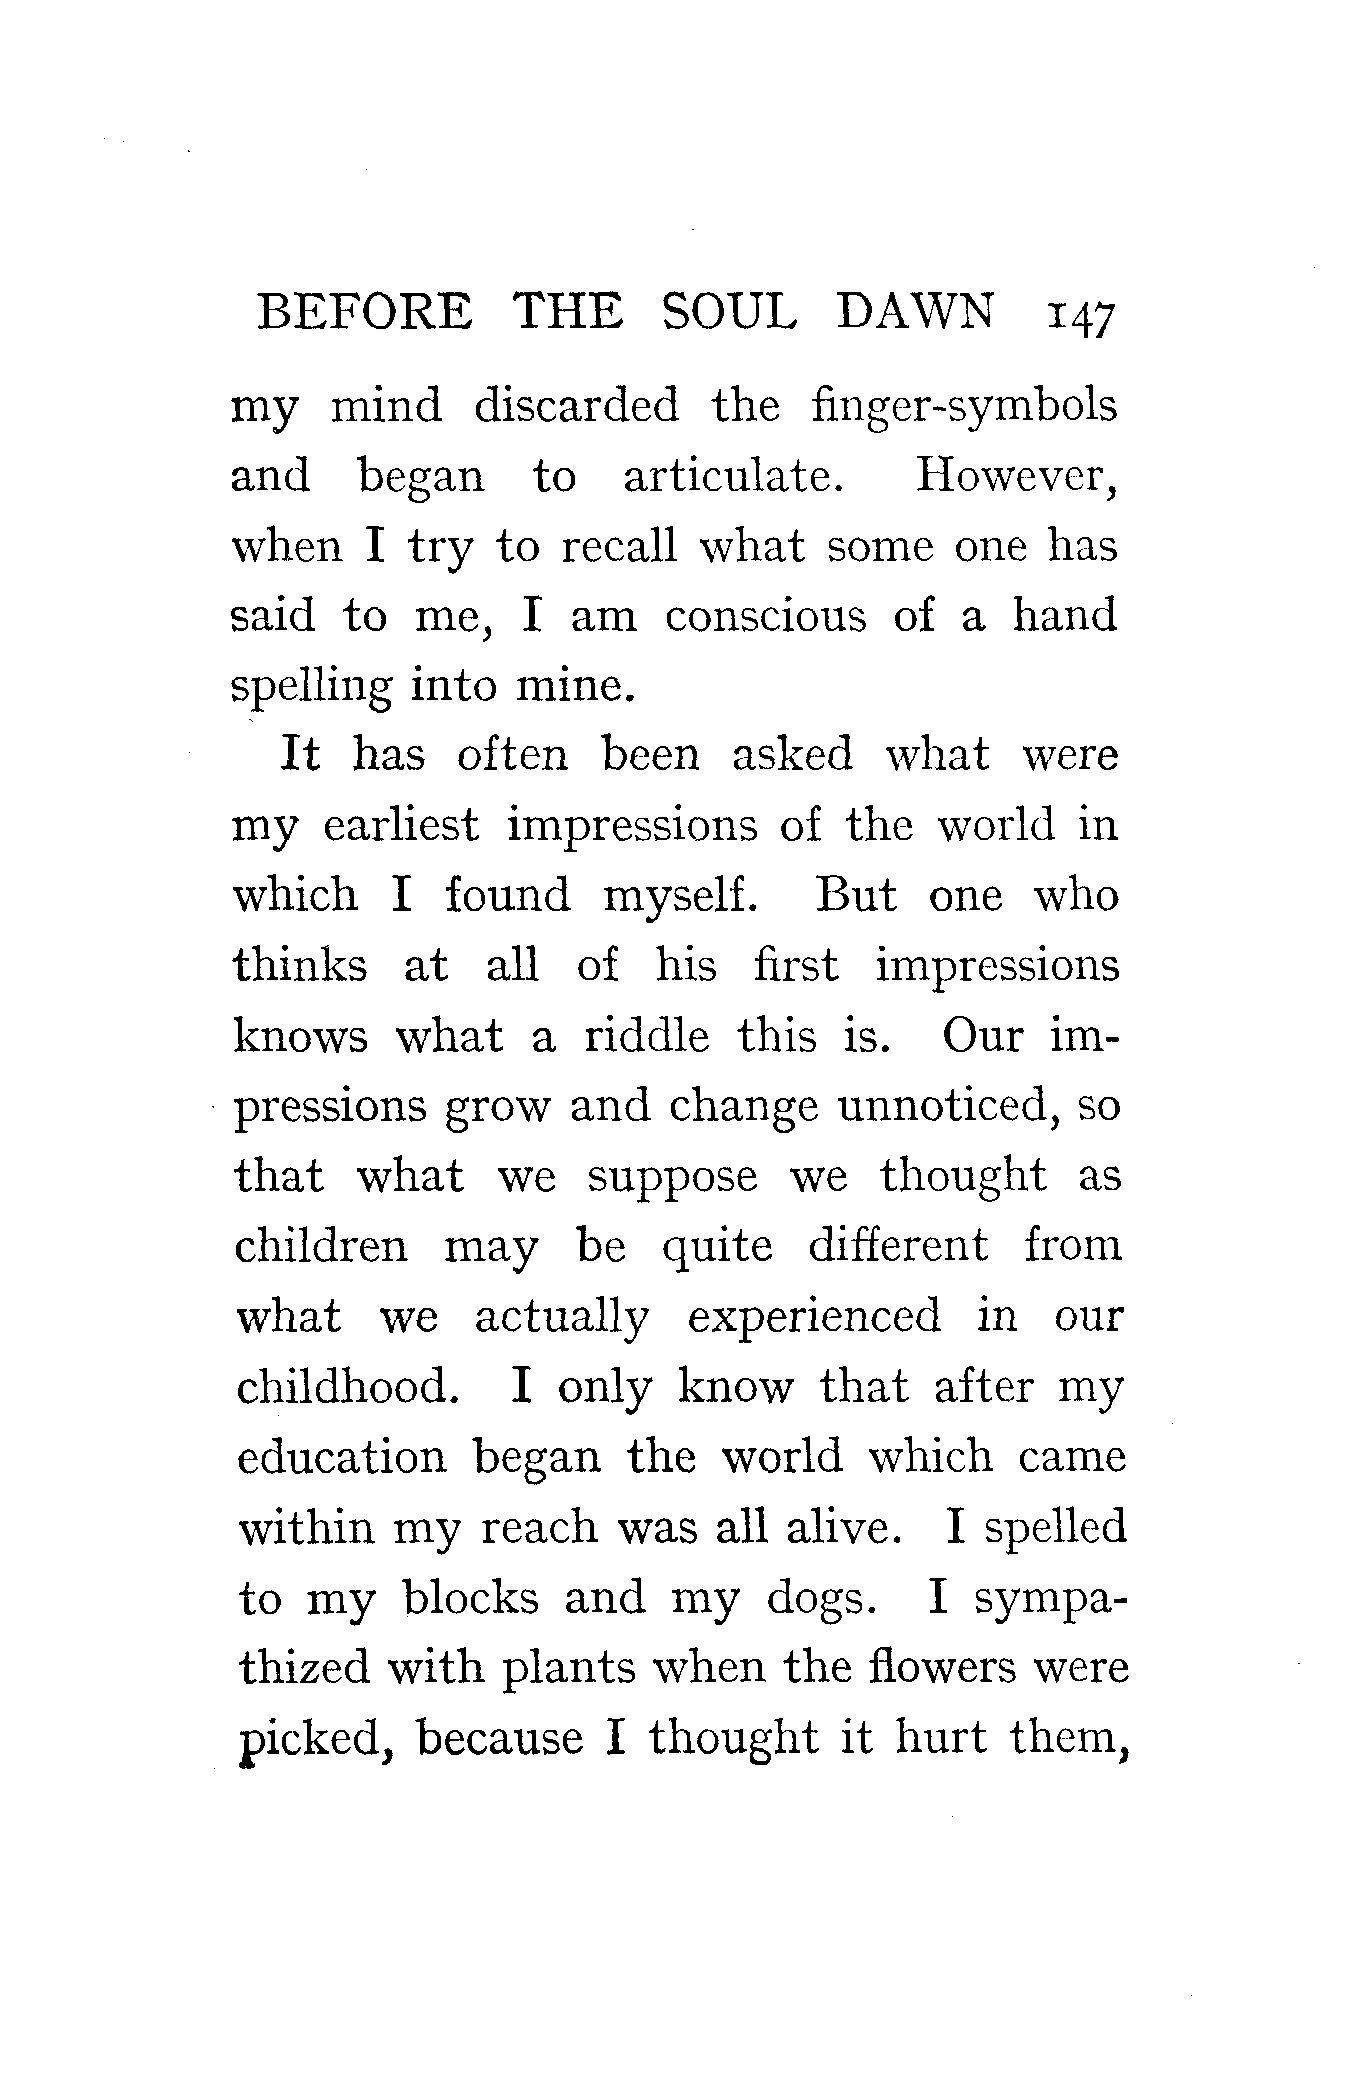 BEFORE THE SOUL DAWN 147
my mind discarded the finger-symbols
and began to articulate. However,
when I try to recall what some one has
said to me, I am conscious of a hand
spelling into mine.
It has often been asked what were
my earliest impressions of the world in
which I found myself. But one who
thinks at all of his first impressions
knows what a riddle this is. Our im-
pressions grow and change unnoticed, so
that what we suppose we thought as
children may be quite different from
what we actually experienced in our
childhood. I only know that after my
education began the world which came
within my reach was all alive. I spelled
to my blocks and my dogs. I sympa-
thized with plants when the flowers were
picked, because I thought it hurt them,